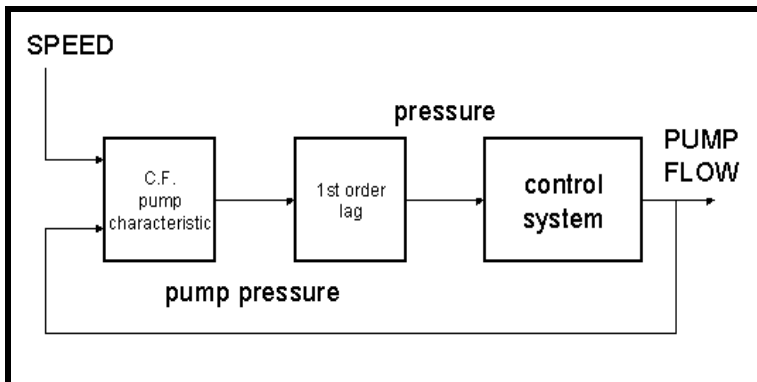 SPEED
pressure
PUMP
FLOW
C.F.
pump
characteristic
1st order
lag
control
system
pump pressure